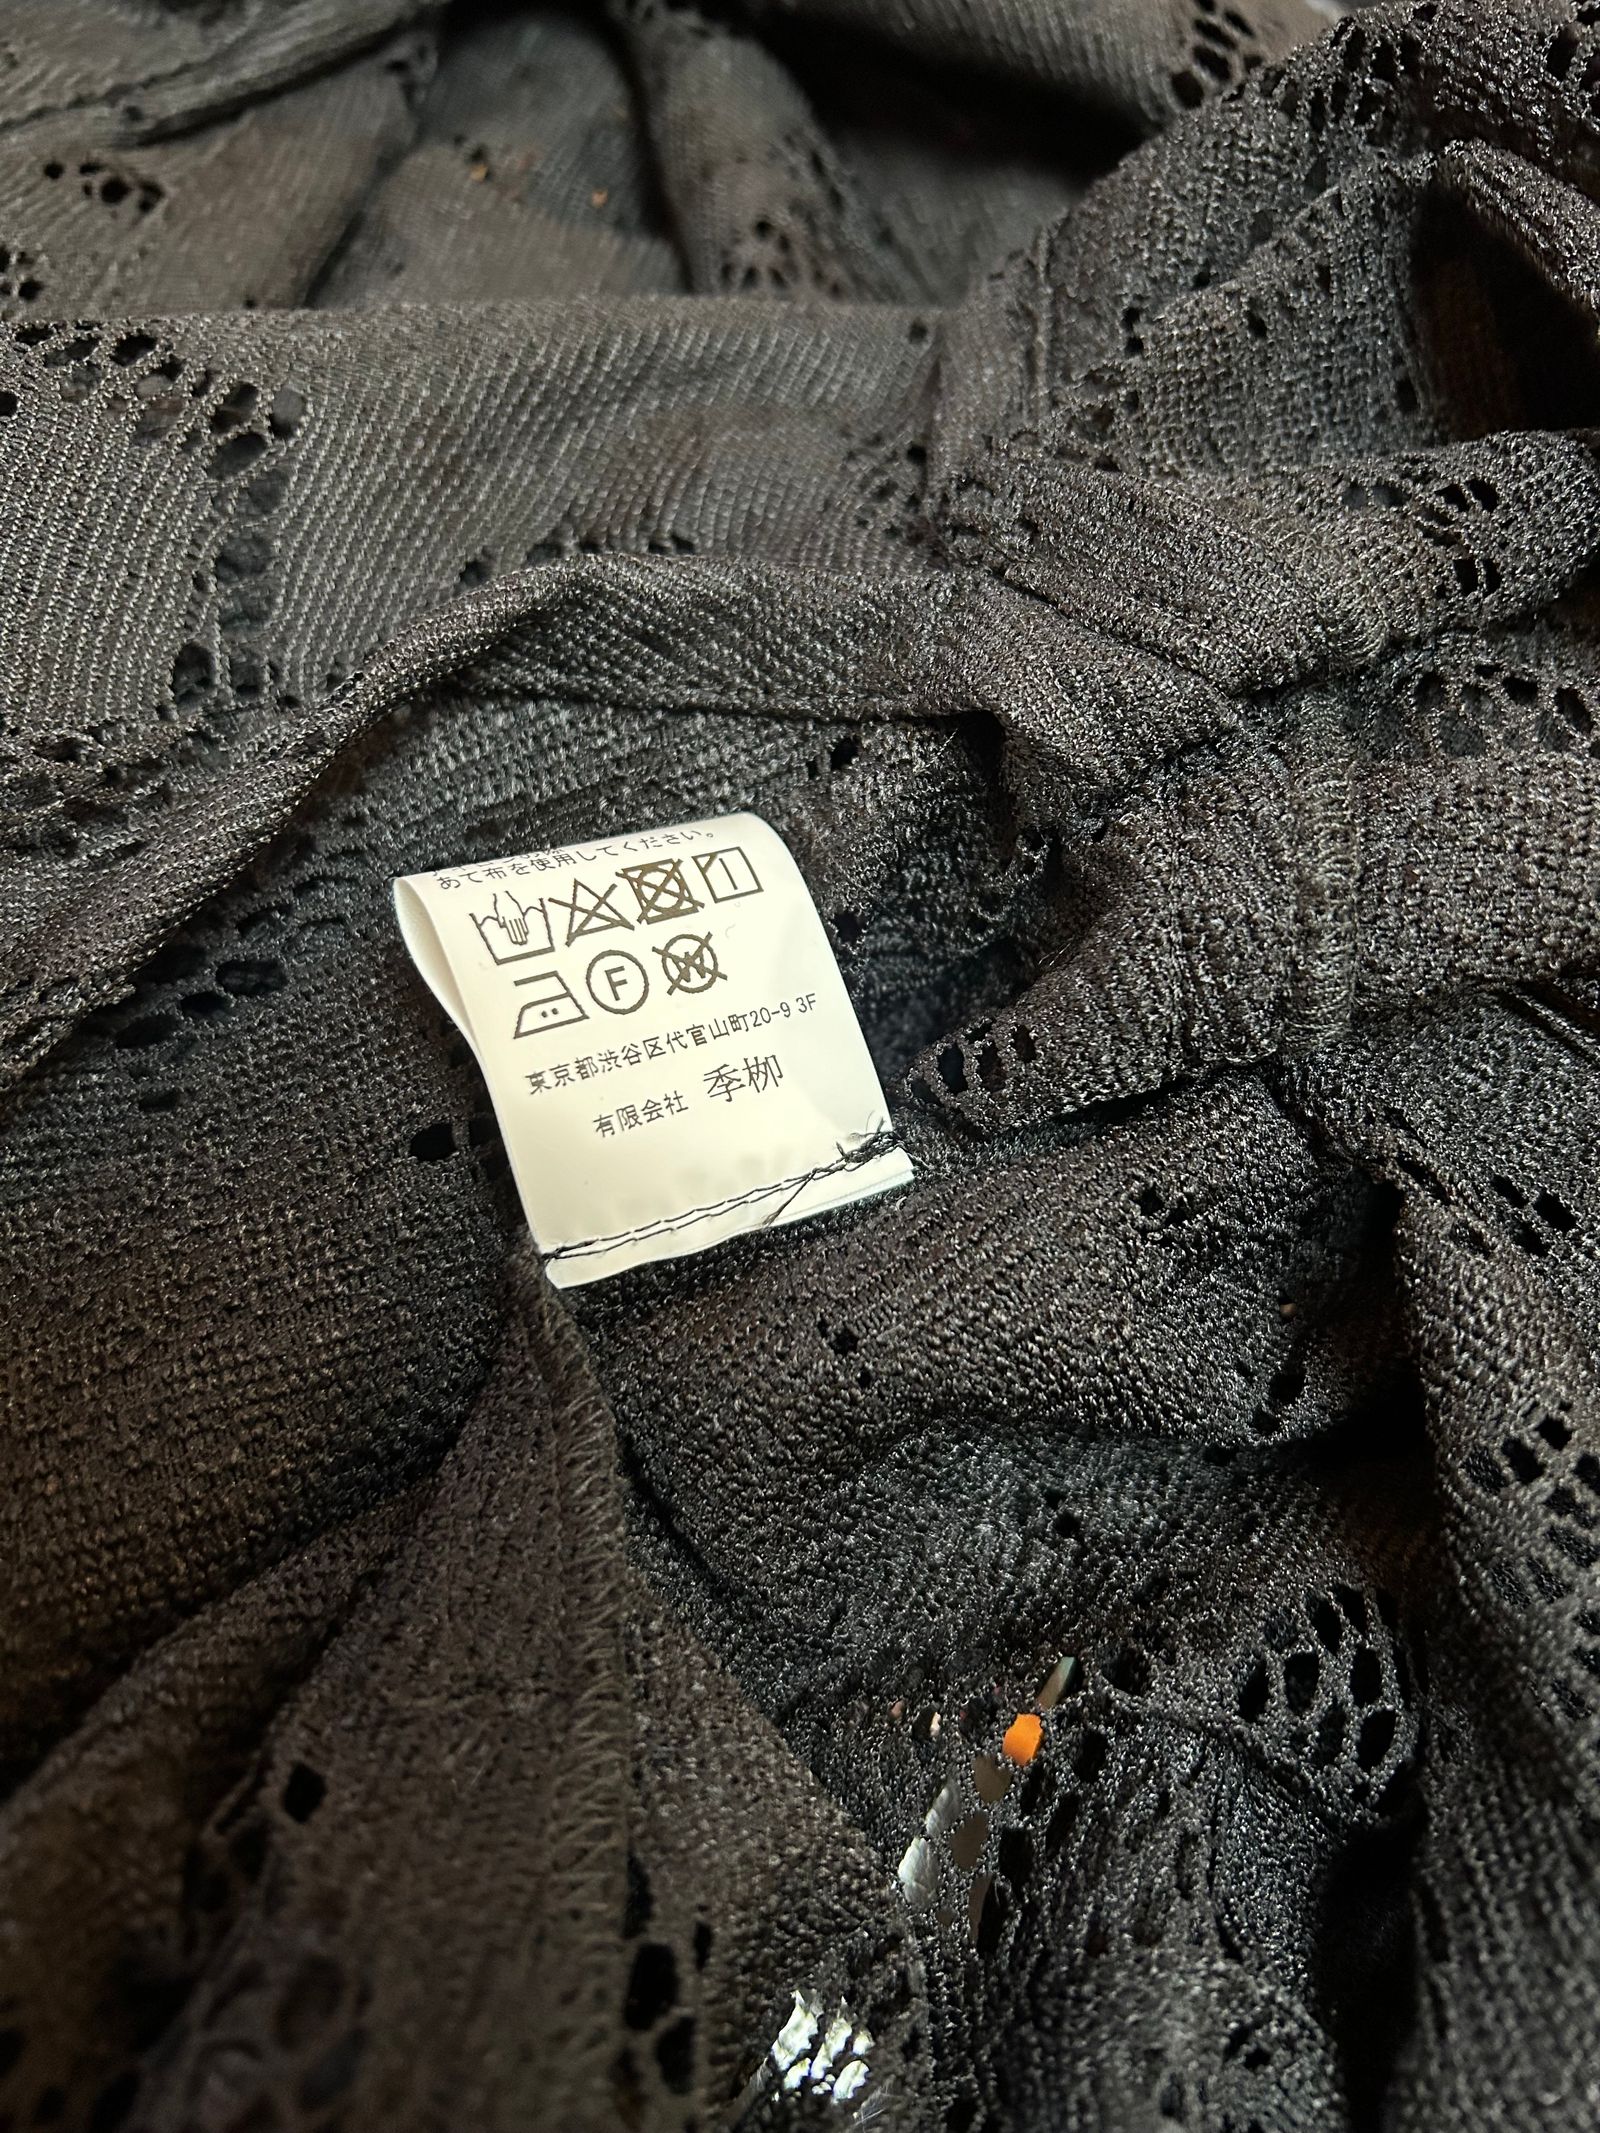 あて布を使用してください。
F
W
東京都渋谷区代官山町20-9 3F
有限会社 季栁